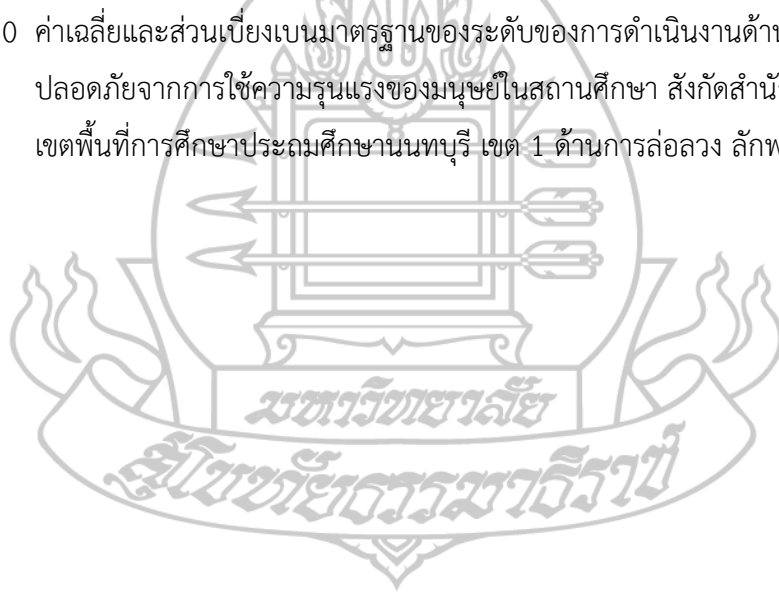 0 ค่าเฉลี่ยและส่วนเบี่ยงเบนมาตรฐานของระดับของการดำเนินงานด้าน
ปลอดภัยจากการใช้ความรุนแรงของมนุษย์ในสถานศึกษา สังกัดสำนั
เขตพื้นที่การศึกษาประถมศึกษานนทบุรี เขต 1 ด้านการล่อลวง ลักพ
มหาวิทยาลัย
สุโขทัยธรรมาธิราช